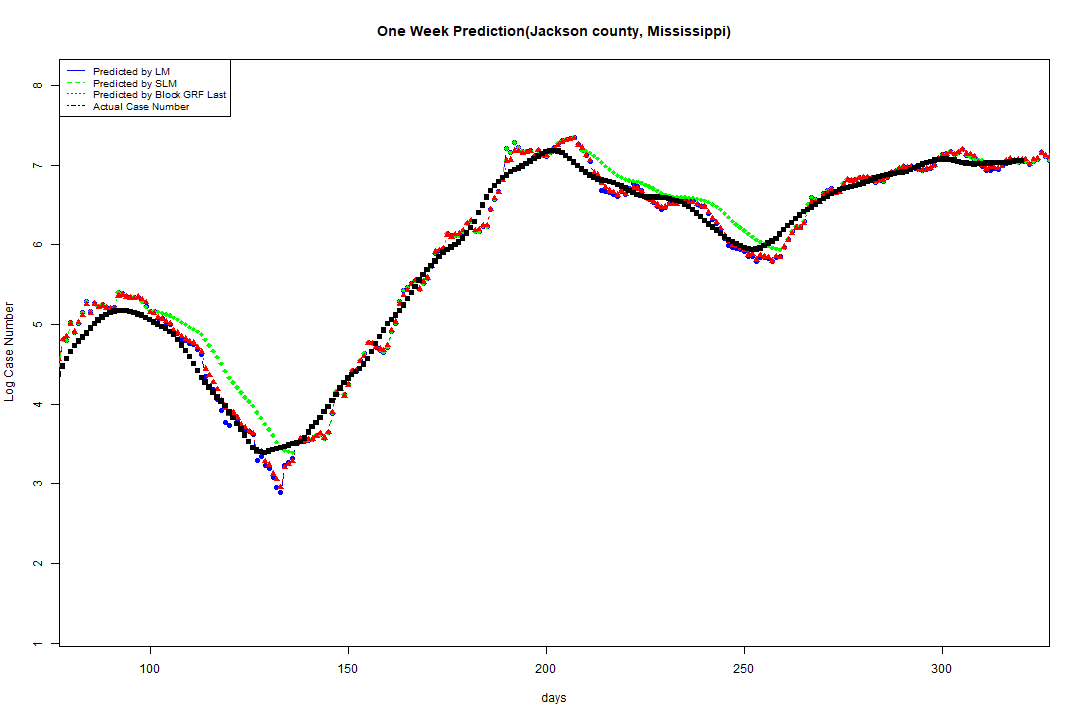 One Week Prediction(Jackson county, Mississippi)
Predicted by LM
Predicted by SLM
Predicted by Block GRF Last
Actual Case Number
8
7
6
5
4
3
2
1
Log Case Number
100 150 200 250 300
days